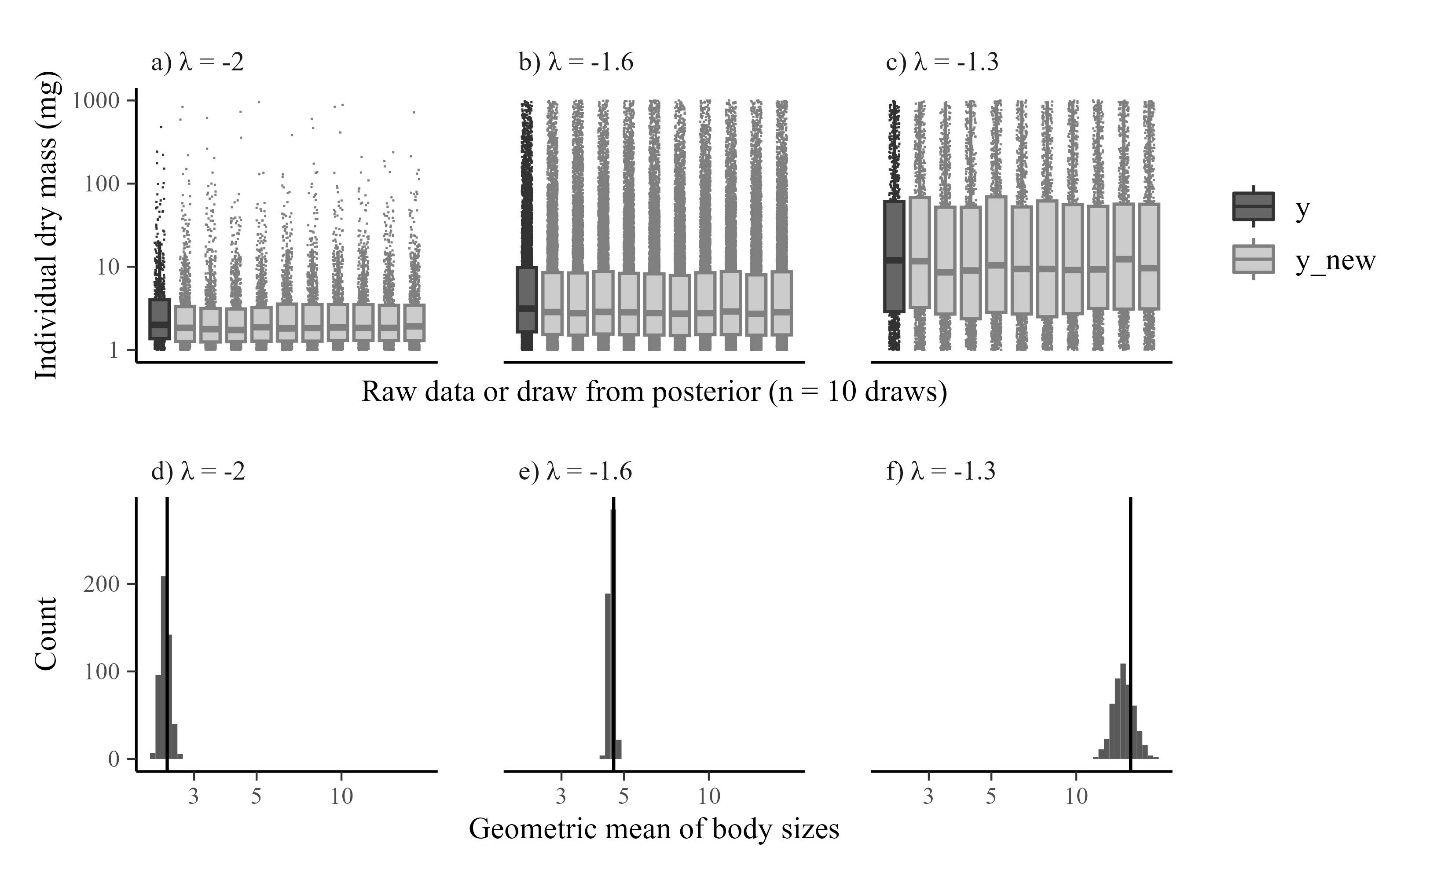 a) λ = -2
b) λ = -1.6
c) λ = -1.3
Individual dry mass (mg)
1000
100
10
1
y
y_new
Raw data or draw from posterior (n = 10 draws)
d) λ = -2
e) λ = -1.6
f) λ = -1.3
Count
200
100
0
3 5 10
3 5 10
3 5 10
Geometric mean of body sizes